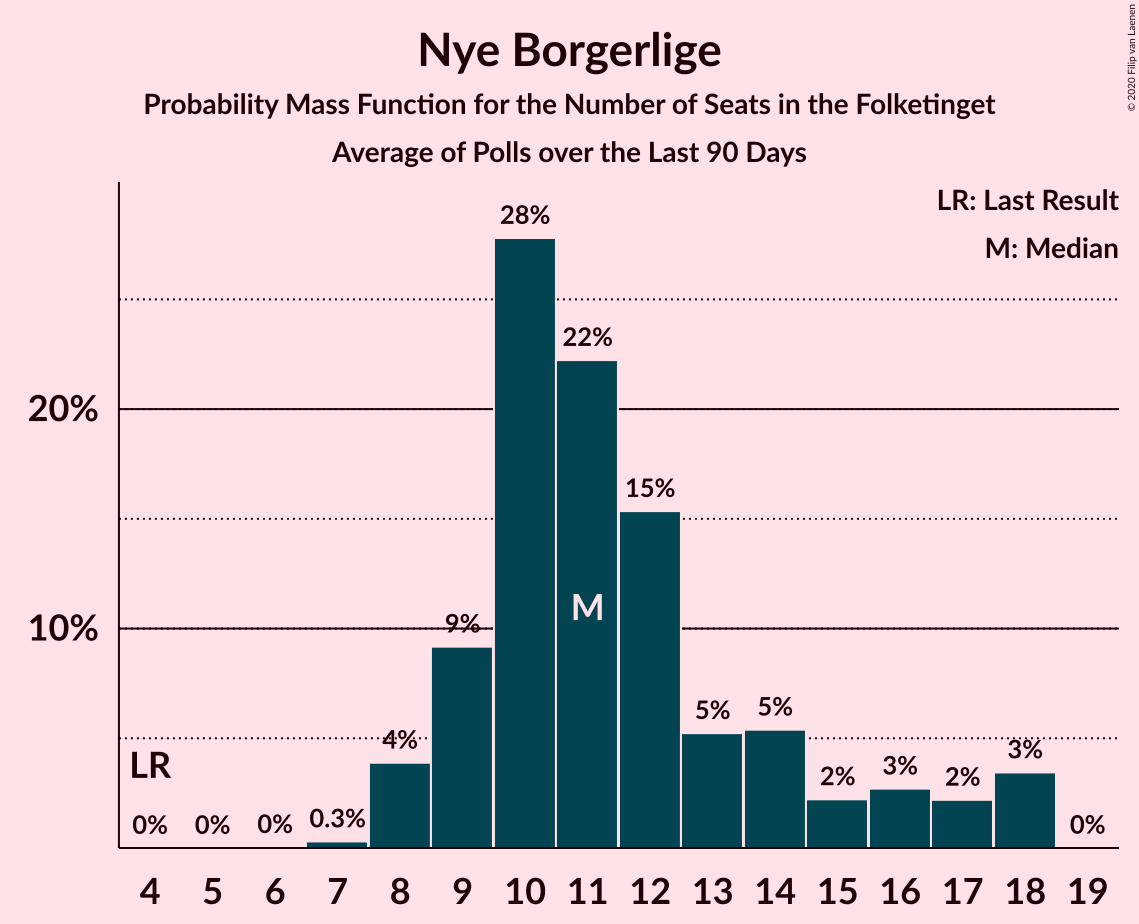 Nye Borgerlige
Probability Mass Function for the Number of Seats in the Folketinget
Average of Polls over the Last 90 Days
© 2020 Filip van Laenen
LR: Last Result
M: Median
28%
22%
20%
15%
M
10%
9%
5%
5%
4%
LR
3%
3%
2%
2%
0.3%
0%
0%
0%
0%
4 5 6 7 8 9 10 11 12 13 14 15 16 17 18 19